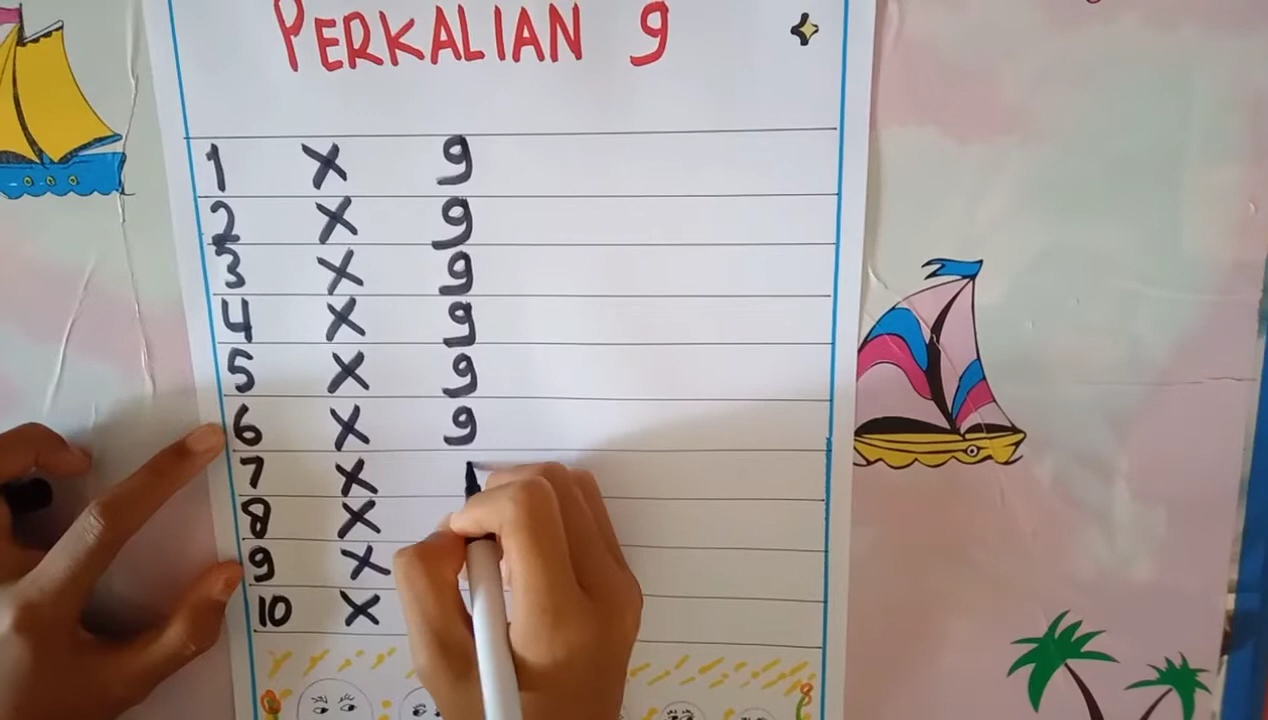 PERKALIAN 9
1 X 9
2 X 9
3 X 9
4 X 9
5 X 9
6 X 9
7 X
8 X
9 X
10 X